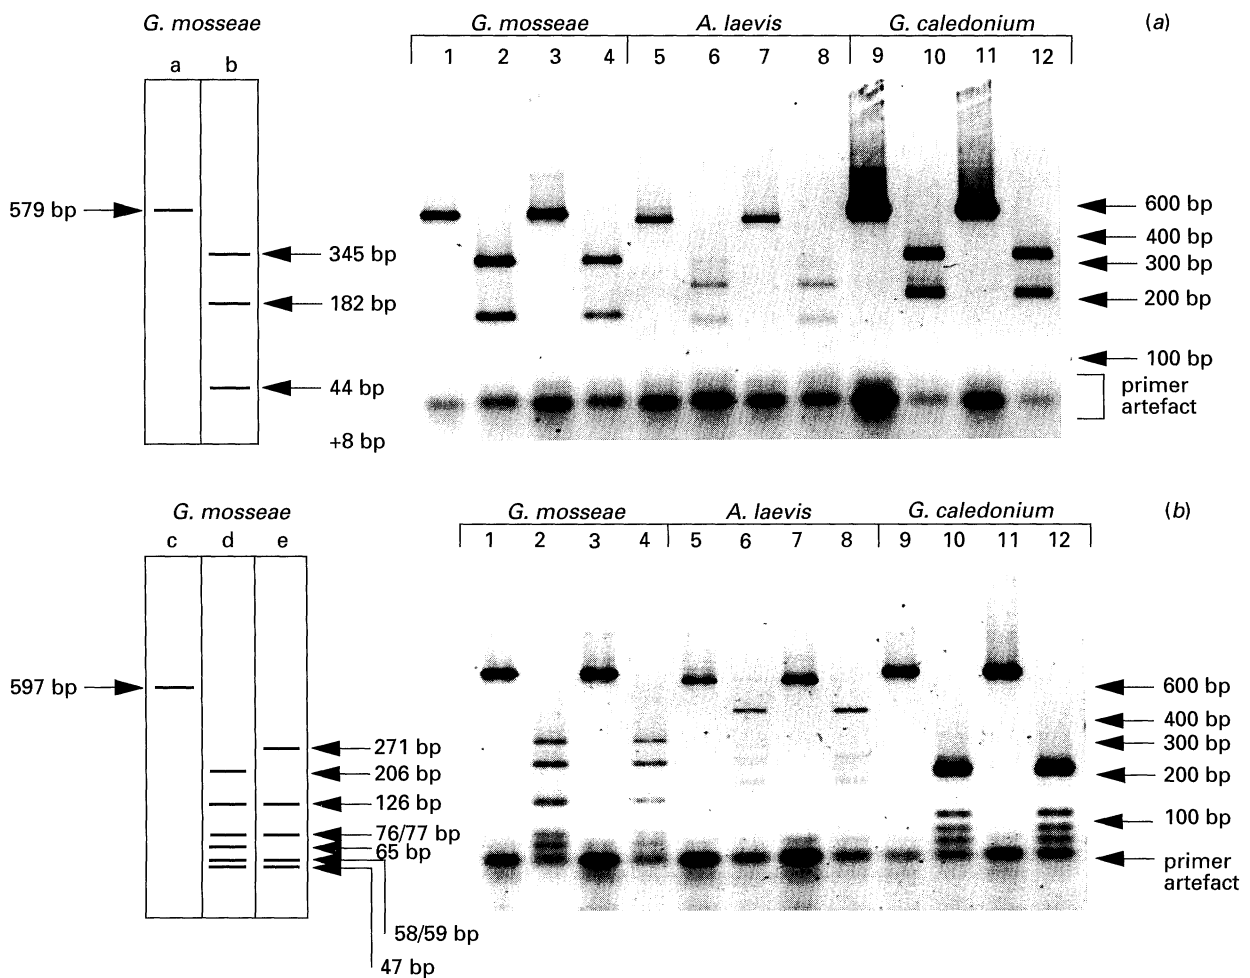 G. mosseae
G. mosseae A. laevis G. caledonium (a)
a b
1 2 3 4 5 6 7 8 9 10 11 12
579 bp
345 bp
182 bp
44 bp
+8 bp
600 bp
400 bp
300 bp
200 bp
100 bp
primer
artefact
G. mosseae
G. mosseae A. laevis G. caledonium (b)
c d e
1 2 3 4 5 6 7 8 9 10 11 12
597 bp
271 bp
206 bp
126 bp
76/77 bp
65 bp
58/59 bp
47 bp
600 bp
400 bp
300 bp
200 bp
100 bp
primer
artefact